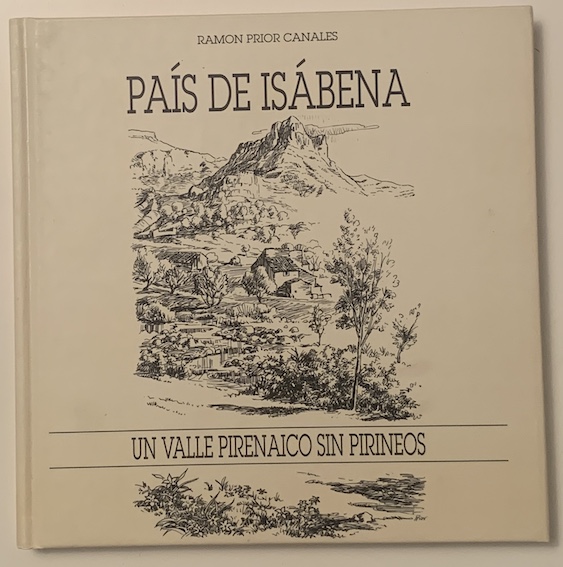 RAMON PRIOR CANALES
PAÍS DE ISÁBENA
UN VALLE PIRENAICO SIN PIRINEOS